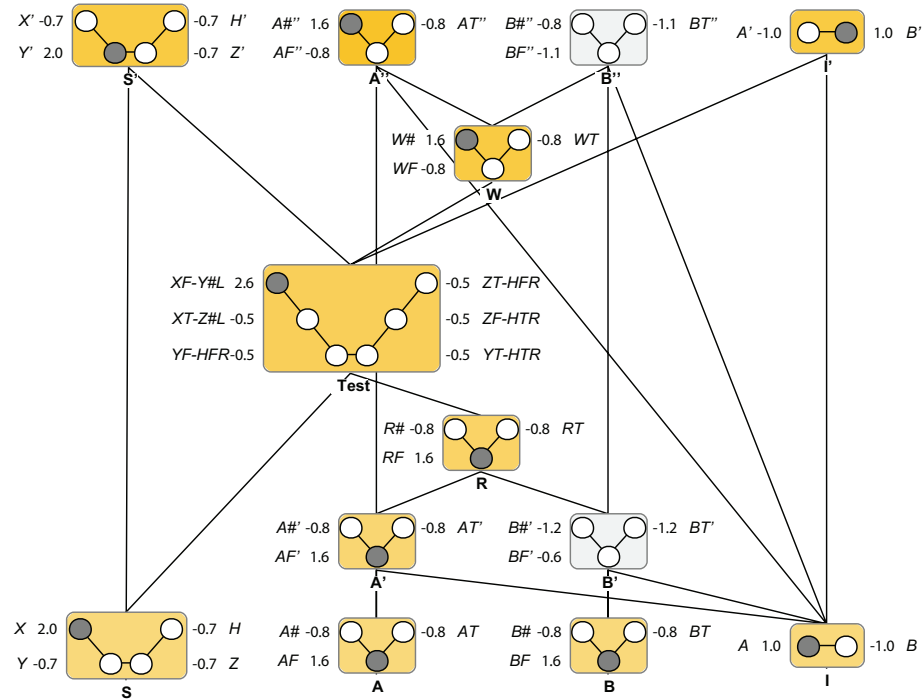 X' -0.7 -0.7 H' A#'' 1.6 -0.8 AT'' B#'' -0.8 -1.1 BT'' A' -1.0 1.0 B'
Y' 2.0 -0.7 Z' AF'' -0.8 BF'' -1.1
S' A'' B'' I'
W# 1.6 -0.8 WT
WF -0.8
W
XF-Y#L 2.6 -0.5 ZT-HFR
XT-Z#L -0.5 -0.5 ZF-HTR
YF-HFR -0.5 -0.5 YT-HTR
Test
R# -0.8 -0.8 RT
RF 1.6
R
A#' -0.8 -0.8 AT' B#' -1.2 -1.2 BT'
AF' 1.6 BF' -0.6
A' B'
X 2.0 -0.7 H A# -0.8 -0.8 AT B# -0.8 -0.8 BT A 1.0 -1.0 B
Y -0.7 -0.7 Z AF 1.6 BF 1.6
S A B I